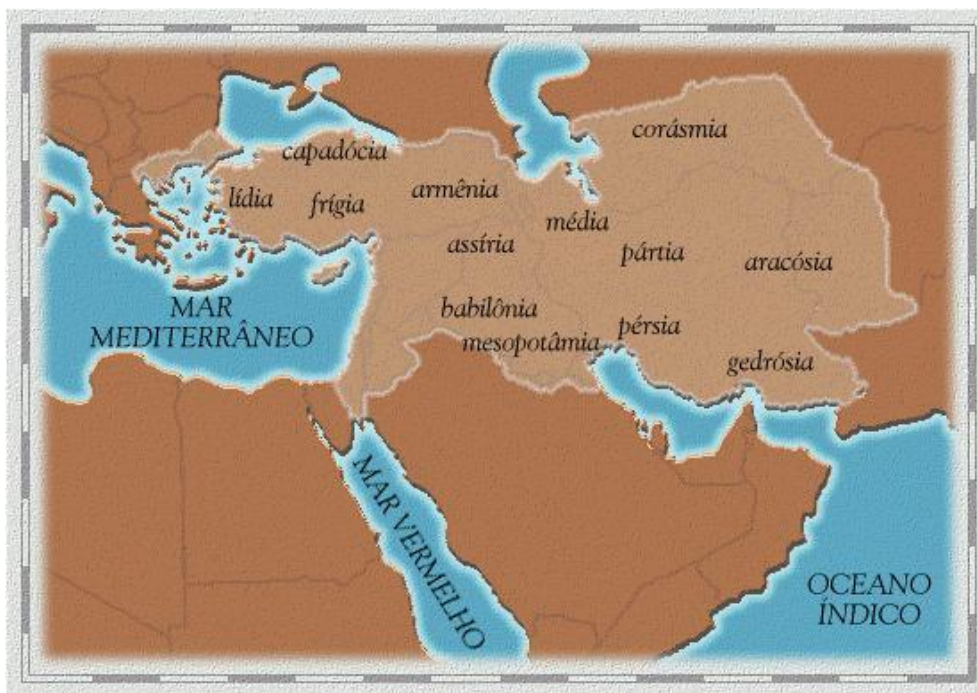 corásmia
capadócia
armênia
lídia
frígia
média
assíria
pártia
aracósia
MAR
MEDITERRÂNEO
babilônia
pérsia
mesopotâmia
gedrósia
MAR VERMELHO
OCEANO
ÍNDICO